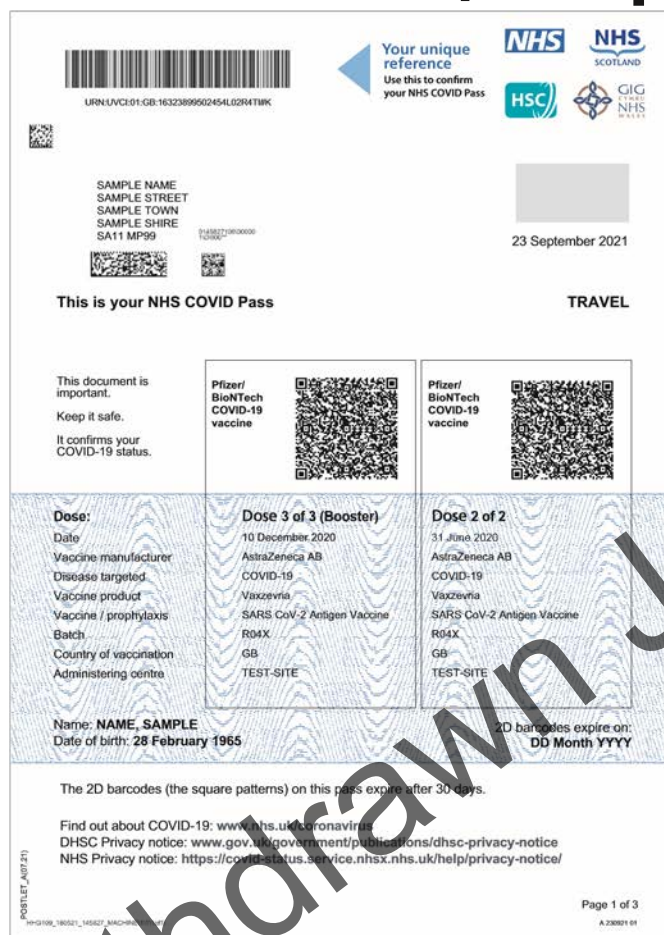 Your unique
reference
Use this to confirm
your NHS COVID Pass
NHS
NHS
SCOTLAND
HSC
GIG
CYMRU
NHS
WALES
URN:UVCI:01:GB:16323899502454L02R4TM#K
SAMPLE NAME
SAMPLE STREET
SAMPLE TOWN
SAMPLE SHIRE
SA11 MP99
23 September 2021
This is your NHS COVID Pass
TRAVEL
This document is
important.
Keep it safe.
It confirms your
COVID-19 status.
Pfizer/
BioNTech
COVID-19
vaccine
Pfizer/
BioNTech
COVID-19
vaccine
Dose: Dose 3 of 3 (Booster) Dose 2 of 2
Date 10 December 2020 31 June 2020
Vaccine manufacturer AstraZeneca AB AstraZeneca AB
Disease targeted COVID-19 COVID-19
Vaccine product Vaxzevria Vaxzevria
Vaccine / prophylaxis SARS CoV-2 Antigen Vaccine SARS CoV-2 Antigen Vaccine
Batch R04X R04X
Country of vaccination GB GB
Administering centre TEST-SITE TEST-SITE
Name: NAME, SAMPLE
Date of birth: 28 February 1965
2D barcodes expire on:
DD Month YYYY
The 2D barcodes (the square patterns) on this pass expire after 30 days.
Find out about COVID-19: www.nhs.uk/coronavirus
DHSC Privacy notice: www.gov.uk/government/publications/dhsc-privacy-notice
NHS Privacy notice: https://covid-status.service.nhsx.nhs.uk/help/privacy-notice/
POSTLET_A(07.21)
Page 1 of 3
A 230921 01
hdrawn J